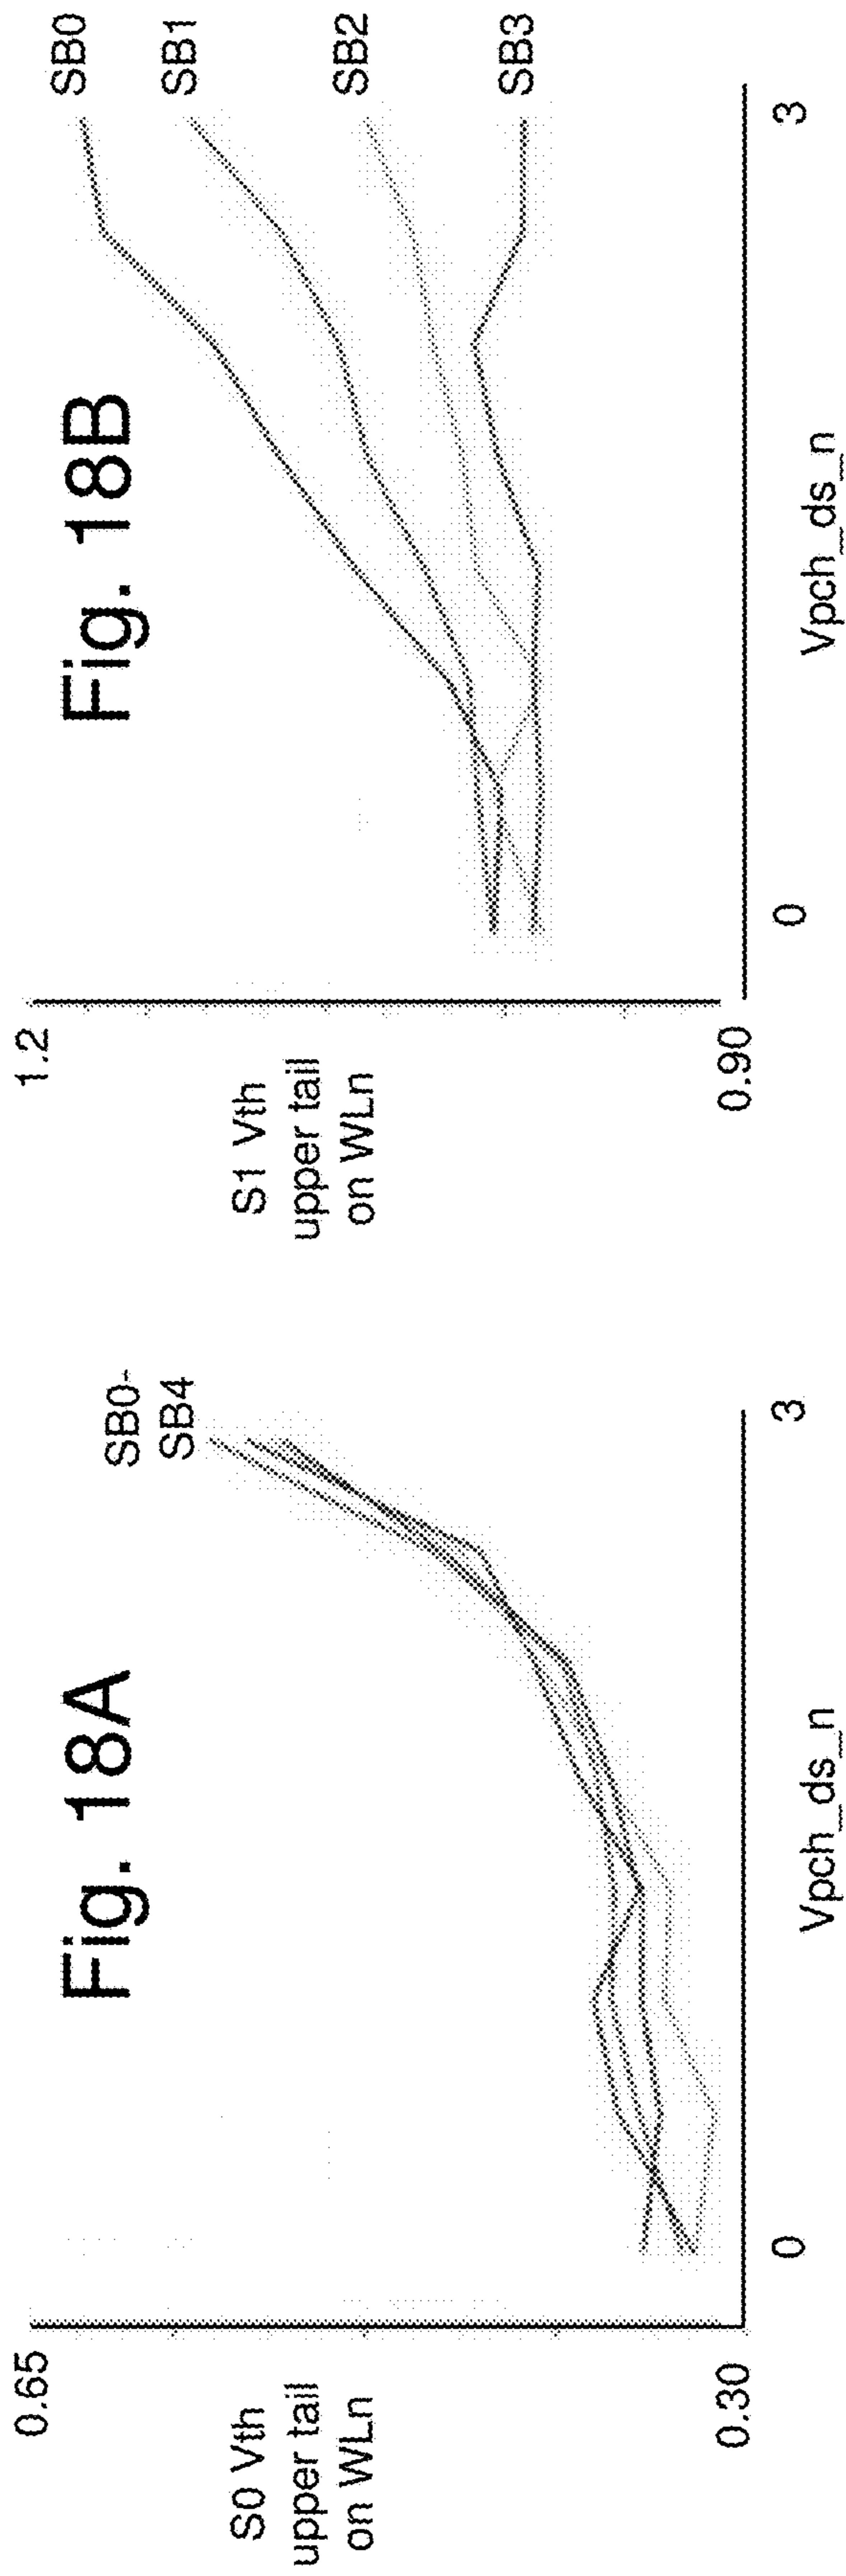 Fig. 18A
0.65
S0 Vth
upper tail
on WLn
0.30
SB0-
SB4
0
3
Vpch_ds_n
Fig. 18B
1.2
S1 Vth
upper tail
on WLn
0.90
SB0
SB1
SB2
SB3
0
3
Vpch_ds_n